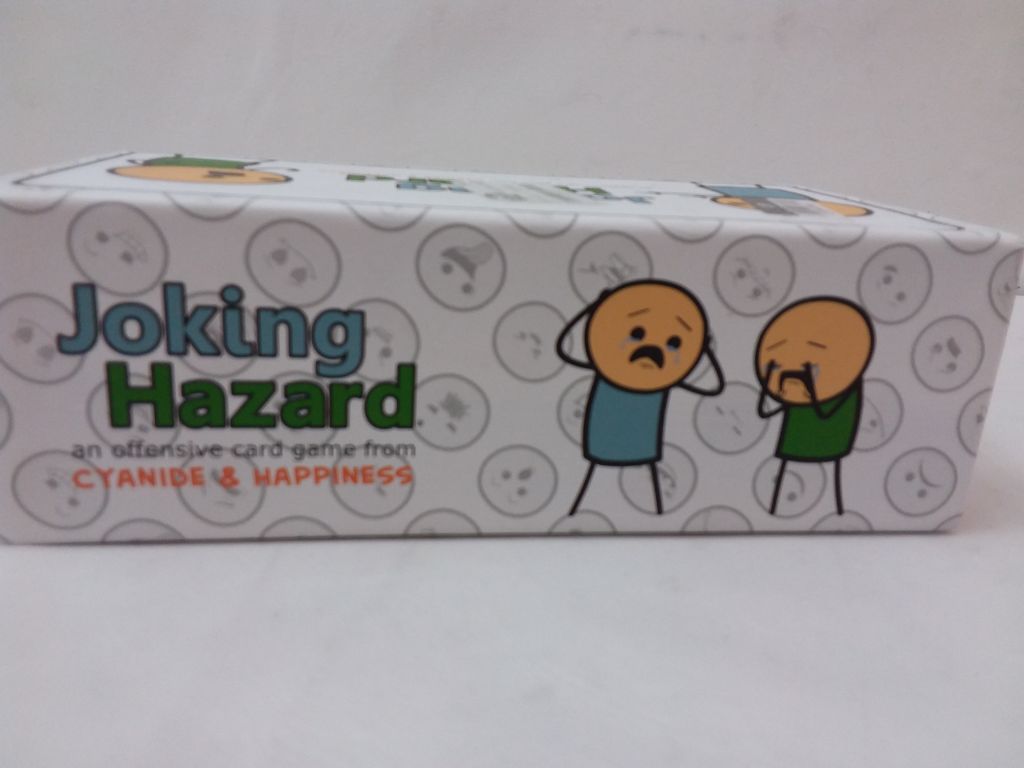 Joking
Hazard
an offensive card game from
CYANIDE & HAPPINESS